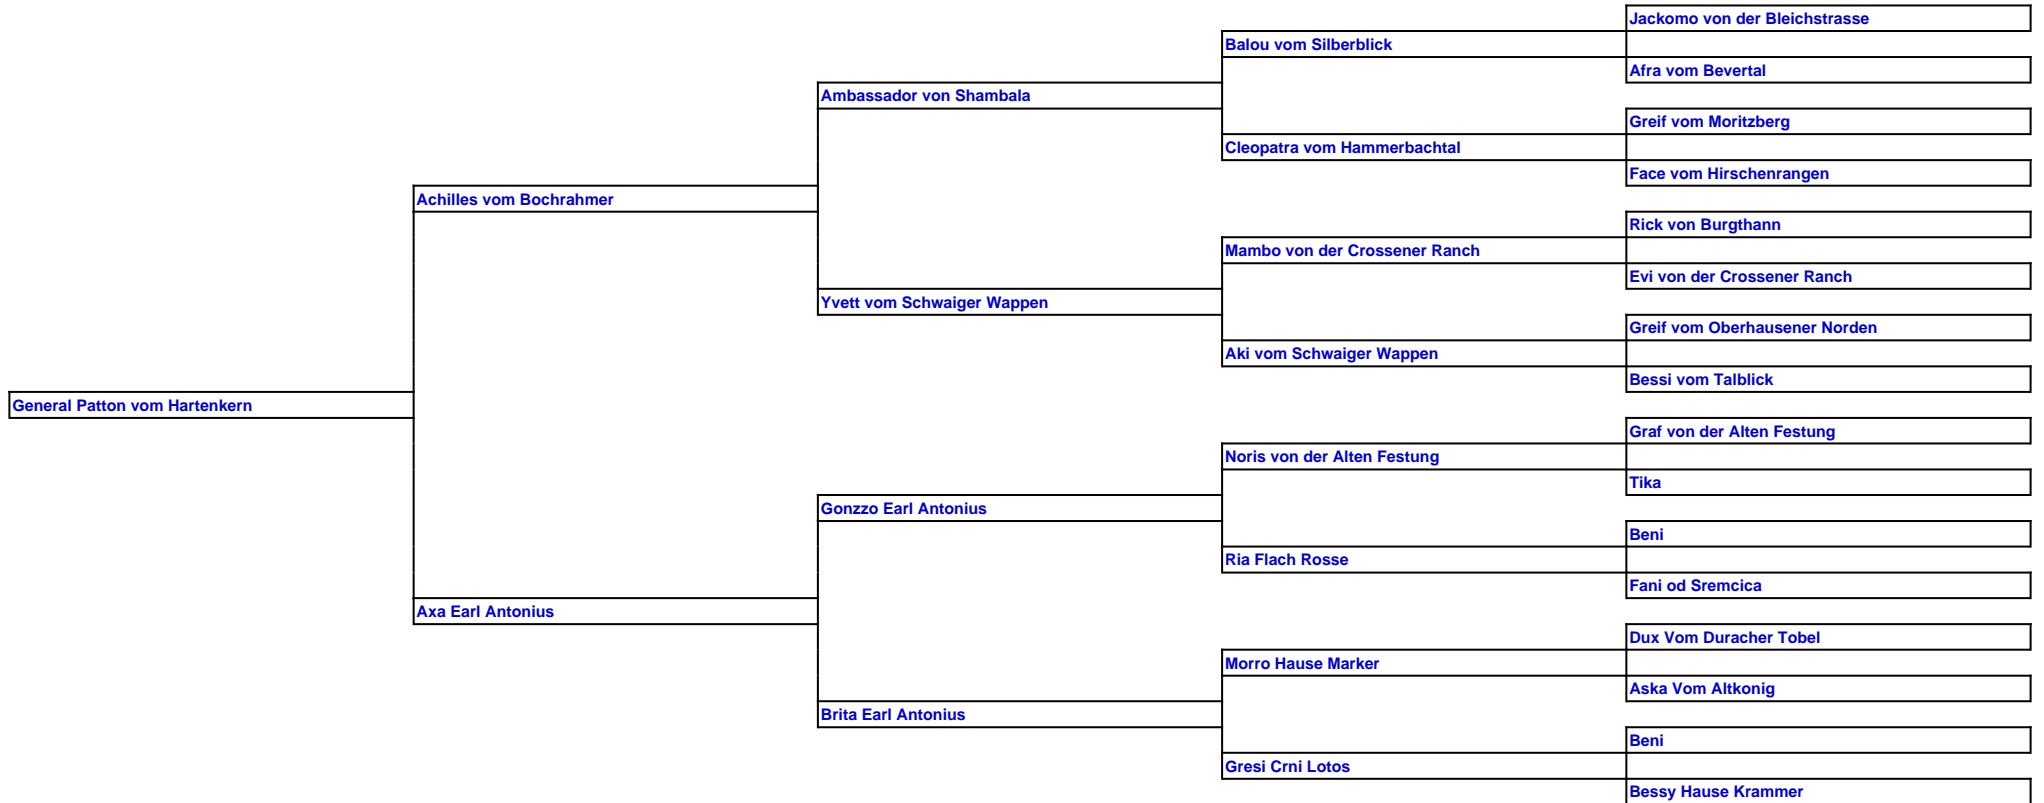 Jackomo von der Bleichstrasse
Balou vom Silberblick
Afra vom Bevertal
Ambassador von Shambala
Greif vom Moritzberg
Cleopatra vom Hammerbachtal
Face vom Hirschenrangen
Achilles vom Bochrahmer
Rick von Burgthann
Mambo von der Crossener Ranch
Evi von der Crossener Ranch
Yvett vom Schwaiger Wappen
Greif vom Oberhausener Norden
Aki vom Schwaiger Wappen
Bessi vom Talblick
General Patton vom Hartenkern
Graf von der Alten Festung
Noris von der Alten Festung
Tika
Gonzzo Earl Antonius
Beni
Ria Flach Rosse
Fani od Sremcica
Axa Earl Antonius
Dux Vom Duracher Tobel
Morro Hause Marker
Aska Vom Altkonig
Brita Earl Antonius
Beni
Gresi Crni Lotos
Bessy Hause Krammer